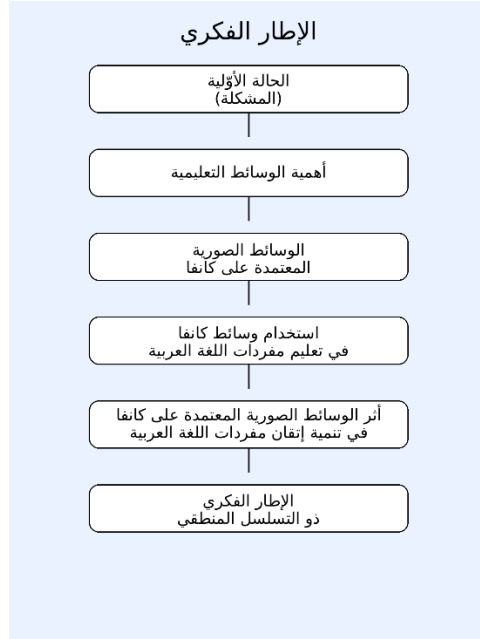 الإطار الفكري
الحالة الأوّلية
(المشكلة)
أهمية الوسائط التعليمية
الوسائط الصورية
المعتمدة على كانفا
استخدام وسائط كانفا
في تعليم مفردات اللغة العربية
أثر الوسائط الصورية المعتمدة على كانفا
في تنمية إتقان مفردات اللغة العربية
الإطار الفكري
ذو التسلسل المنطقي